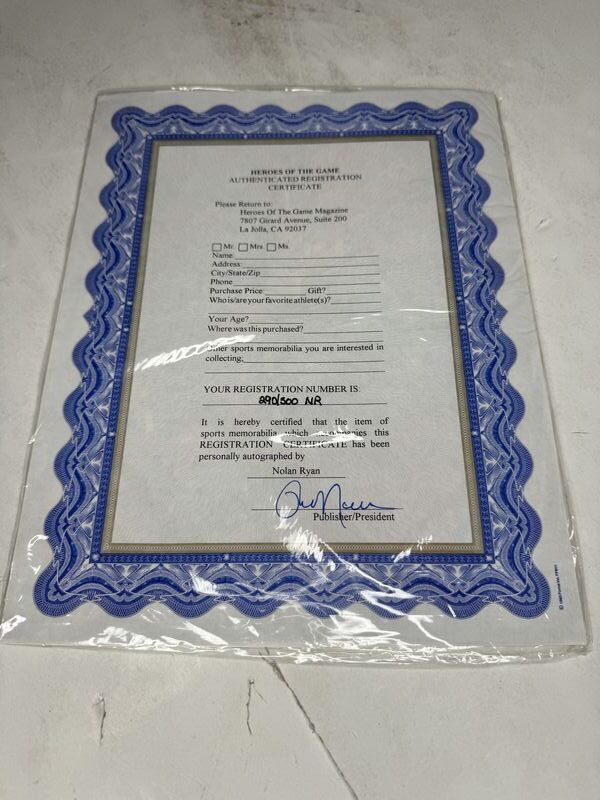 HEROES OF THE GAME
AUTHENTICATED REGISTRATION
CERTIFICATE
Please Return to:
Heroes Of The Game Magazine
7807 Girard Avenue, Suite 200
La Jolla, CA 92037
Mr. Mrs. Ms.
Name
Address
City/State/Zip
Phone
Purchase Price Gift?
Who is/are your favorite athlete(s)?
Your Age?
Where was this purchased?
Other sports memorabilia you are interested in
collecting;
YOUR REGISTRATION NUMBER IS:
290/500 NR
It is hereby certified that the item of
sports memorabilia which accompanies this
REGISTRATION CERTIFICATE has been
personally autographed by
Nolan Ryan
Publisher/President